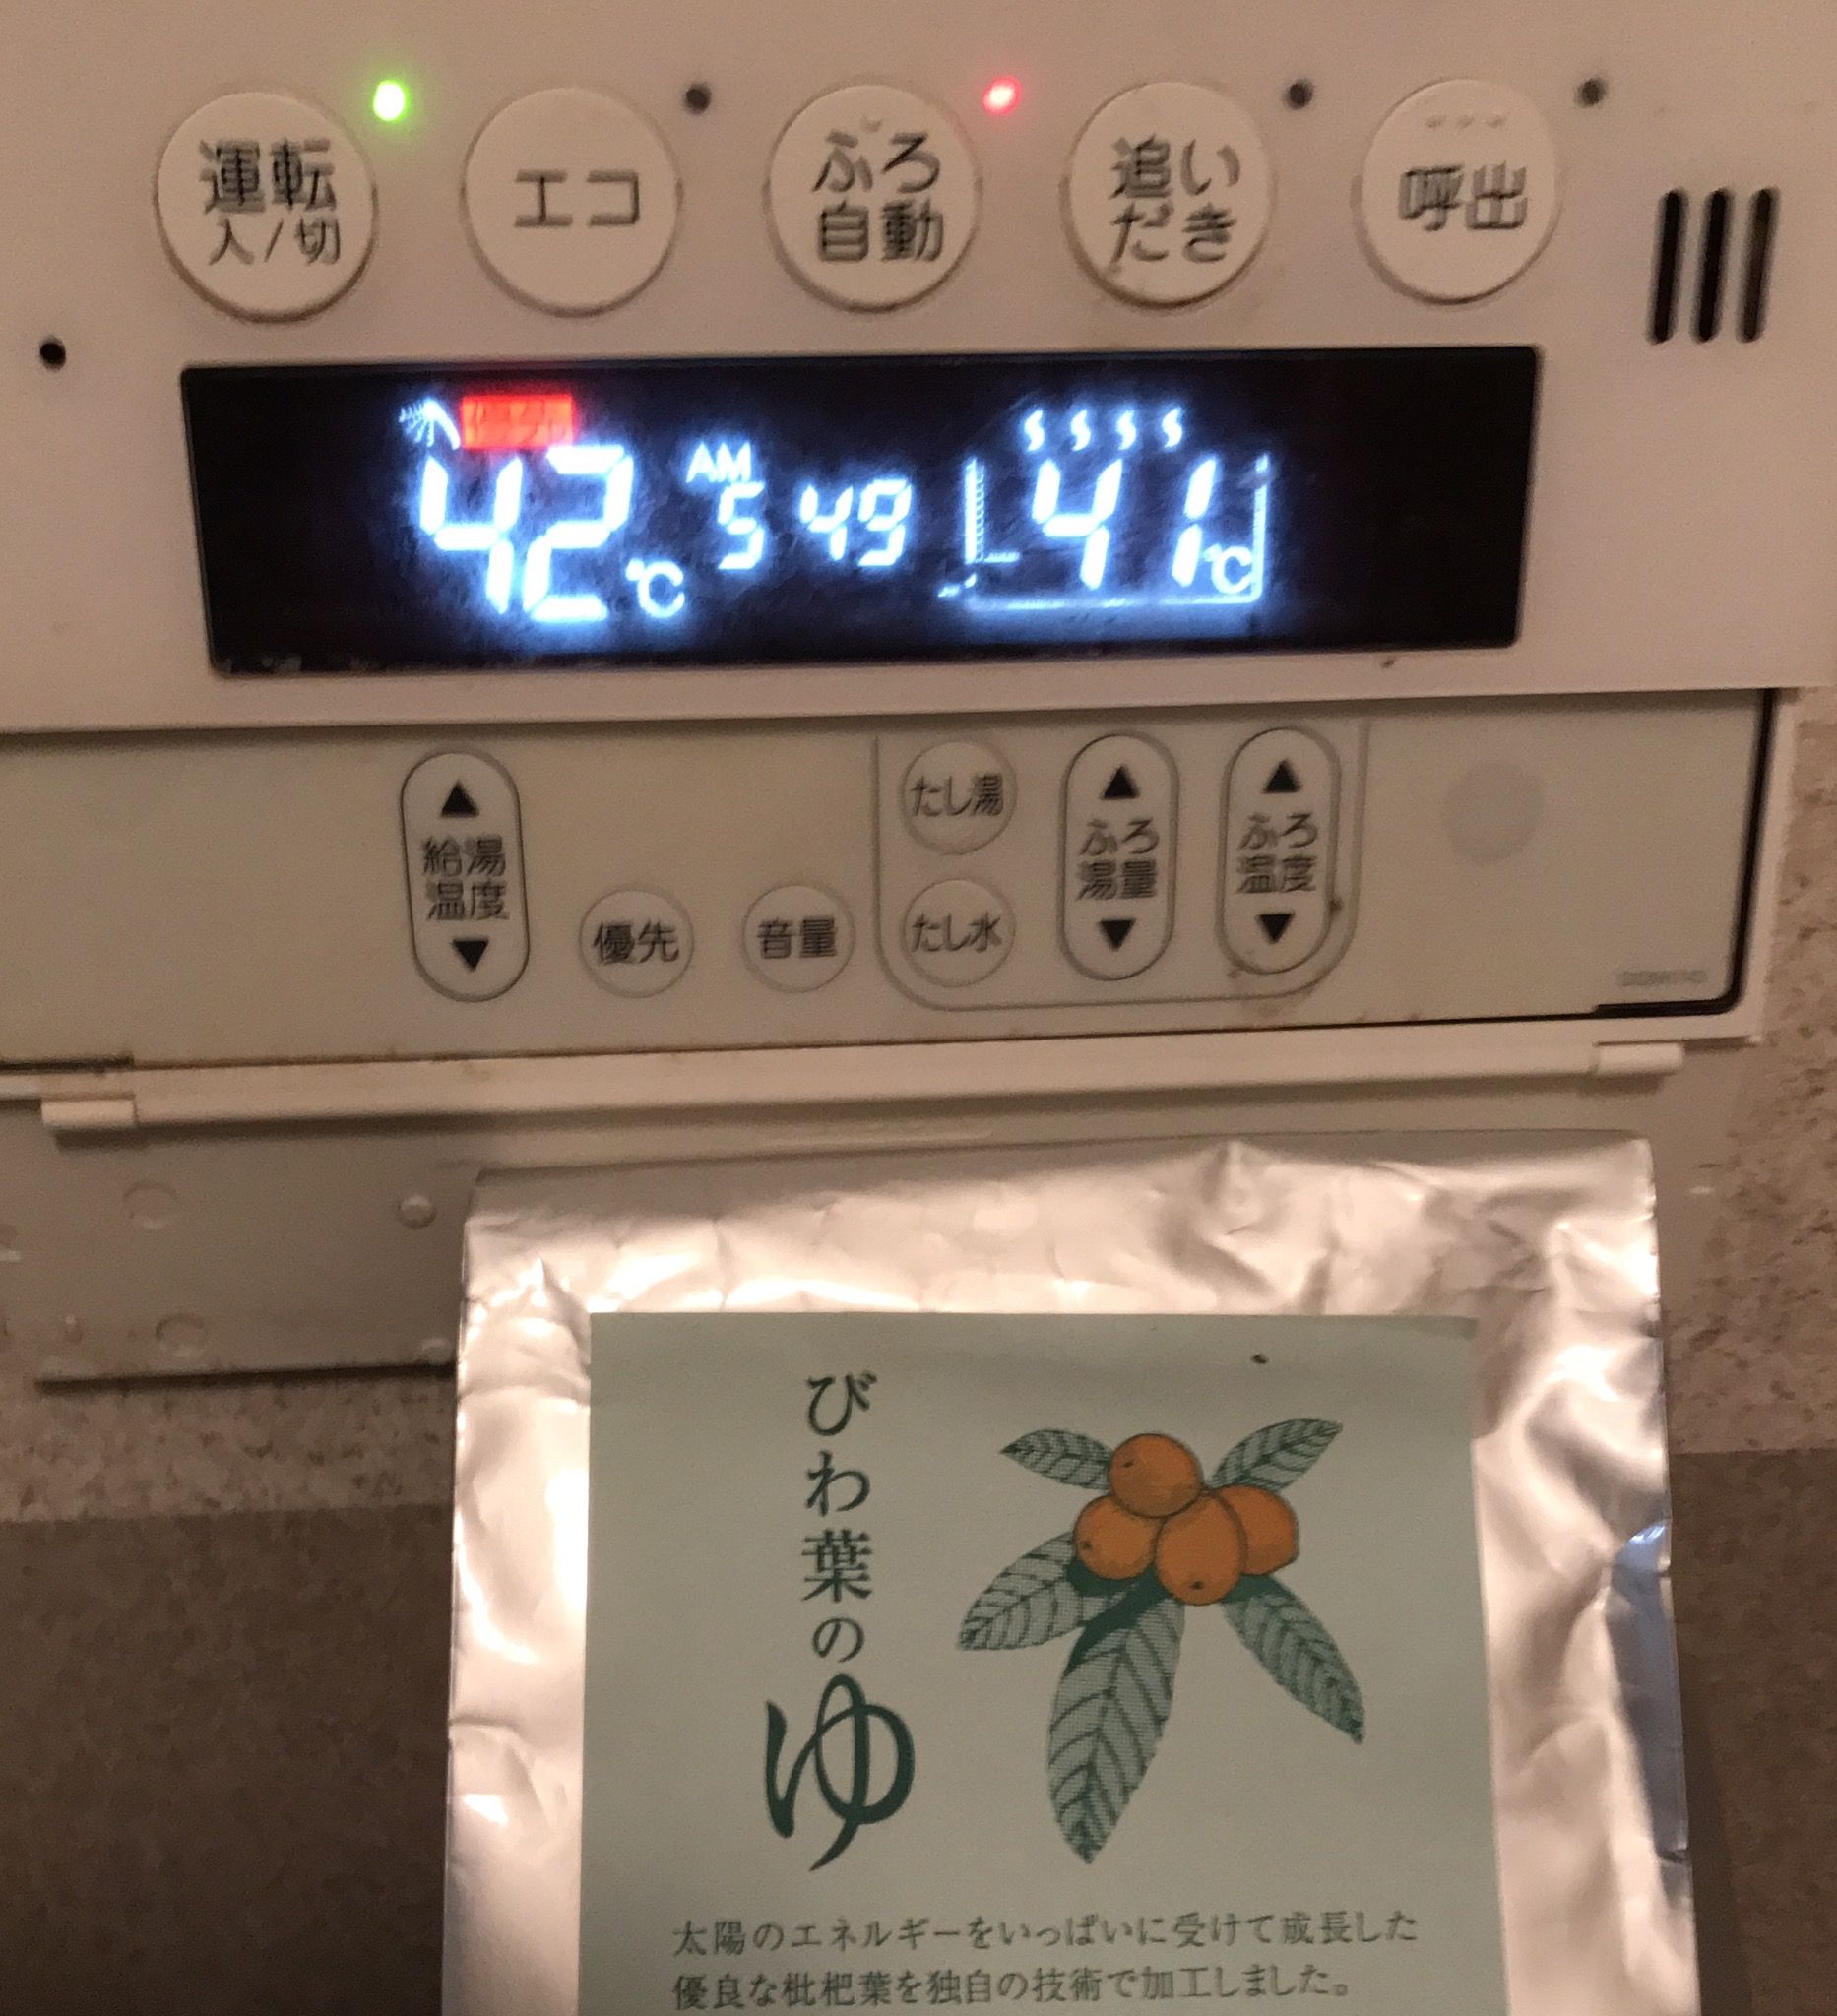 運転
入/切
エコ
ふろ
自動
追い
だき
呼出
42℃
AM
5 49
41℃
▲
給湯
温度
▼
優先
音量
たし湯
たし水
▲
ふろ
湯量
▼
▲
ふろ
温度
▼
びわ葉の
ゆ
太陽のエネルギーをいっぱいに受けて成長した
優良な枇杷葉を独自の技術で加工しました。